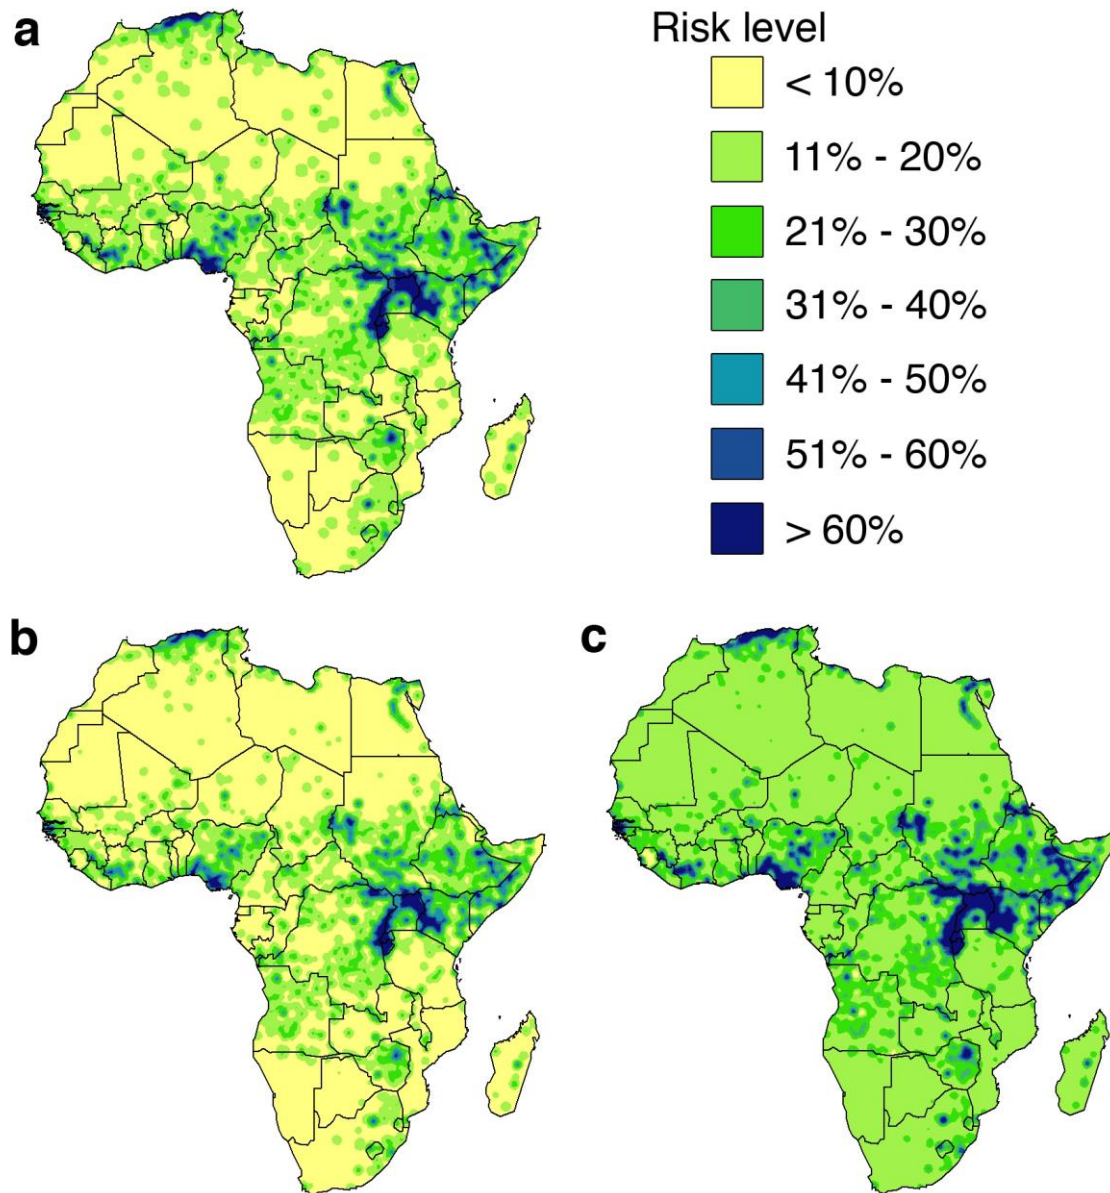 a
Risk level
< 10%
11% - 20%
21% - 30%
31% - 40%
41% - 50%
51% - 60%
> 60%
b
c